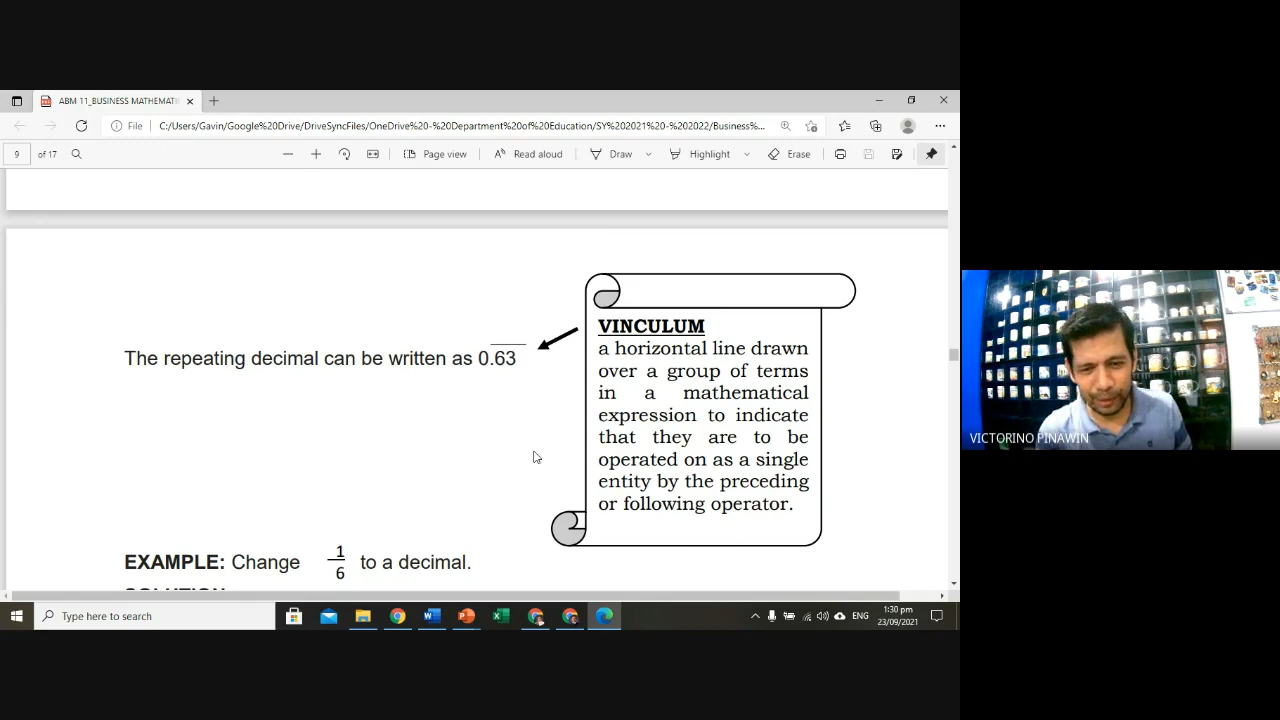 ABM 11_BUSINESS MATHEMATI
File
C:/Users/Gavin/Google%20Drive/DriveSyncFiles/OneDrive%20-%20Department%20of%20Education/SY%202021%20-%202022/Business%...
9 of 17
Page view
Read aloud
Draw
Highlight
Erase
The repeating decimal can be written as 0.63
VINCULUM
a horizontal line drawn
over a group of terms
in a mathematical
expression to indicate
that they are to be
operated on as a single
entity by the preceding
or following operator.
EXAMPLE: Change 1/6 to a decimal.
SOLUTION
VICTORINO PINAWIN
Type here to search
ENG
1:30 pm
23/09/2021